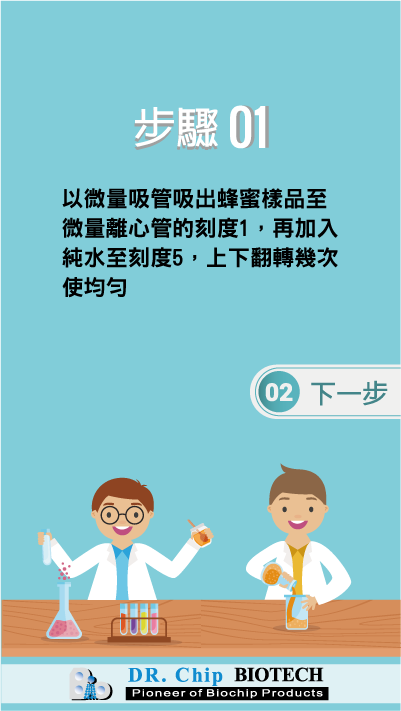 步驟 01
以微量吸管吸出蜂蜜樣品至
微量離心管的刻度1，再加入
純水至刻度5，上下翻轉幾次
使均勻
02 下一步
DR. Chip BIOTECH
Pioneer of Biochip Products